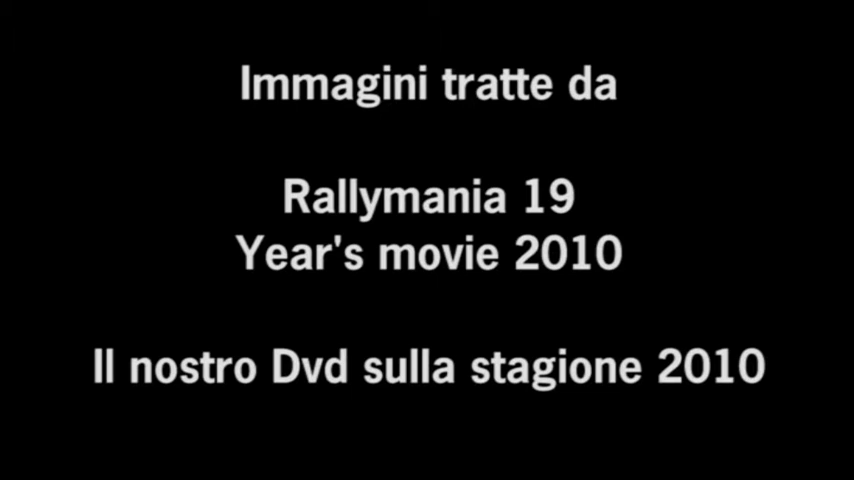 Immagini tratte da
Rallymania 19
Year's movie 2010
Il nostro Dvd sulla stagione 2010